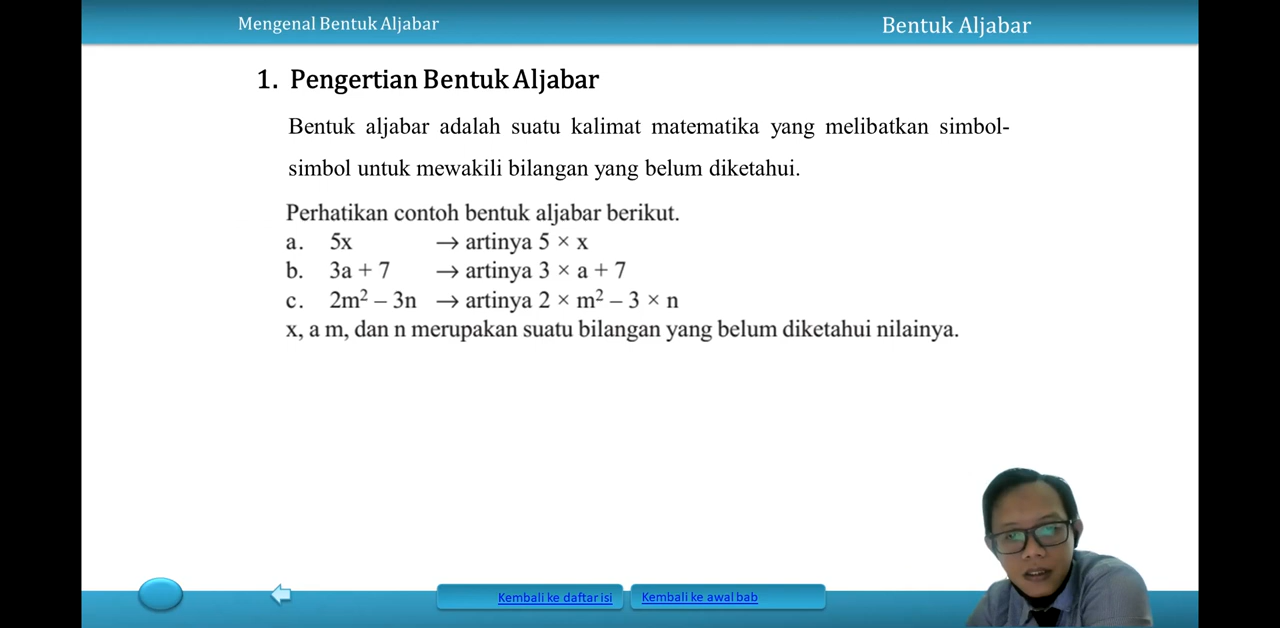 Mengenal Bentuk Aljabar
Bentuk Aljabar
1. Pengertian Bentuk Aljabar
Bentuk aljabar adalah suatu kalimat matematika yang melibatkan simbol-
simbol untuk mewakili bilangan yang belum diketahui.
Perhatikan contoh bentuk aljabar berikut.
a. 5x → artinya 5 × x
b. 3a + 7 → artinya 3 × a + 7
c. 2m² – 3n → artinya 2 × m² – 3 × n
x, a m, dan n merupakan suatu bilangan yang belum diketahui nilainya.
Kembali ke daftar isi
Kembali ke awal bab